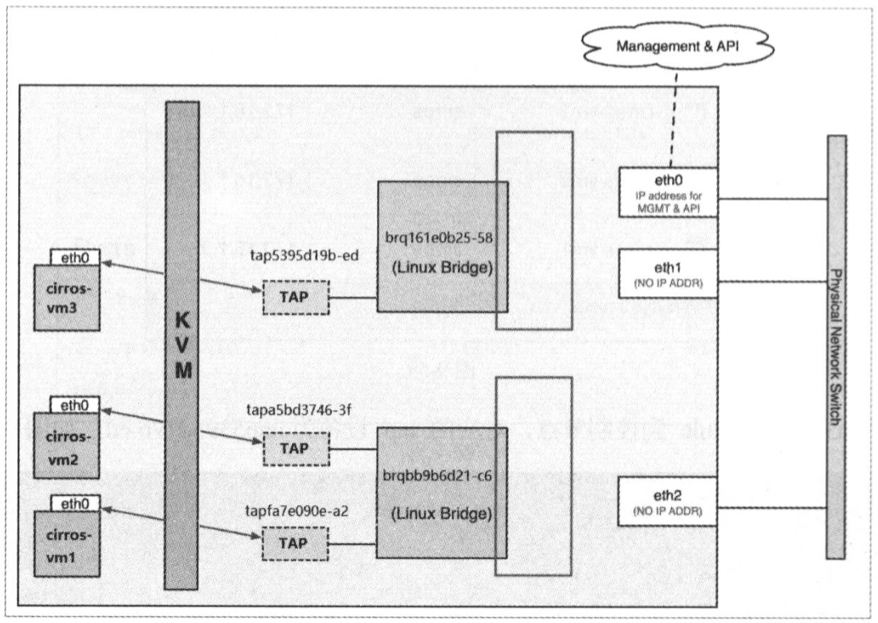 Management & API
eth0
IP address for
MGMT & API
brq161e0b25-58
(Linux Bridge)
tap5395d19b-ed
TAP
eth0
cirros-
vm3
eth1
(NO IP ADDR)
KVM
Physical Network Switch
tapa5bd3746-3f
TAP
eth0
cirros-
vm2
brqbb9b6d21-c6
(Linux Bridge)
eth2
(NO IP ADDR)
tapfa7e090e-a2
TAP
eth0
cirros-
vm1